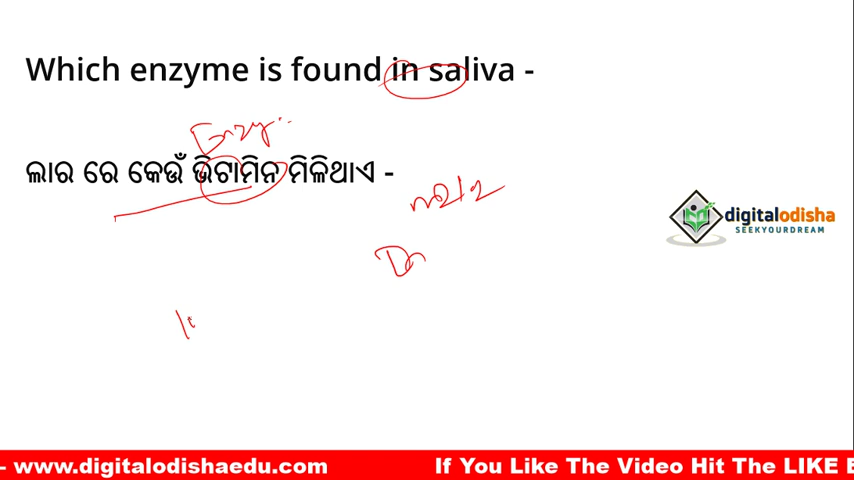 Which enzyme is found in saliva -
Enzy..
ଲାର ରେ କେଉଁ ଭିଟାମିନ ମିଳିଥାଏ -
digitalodisha
SEEKYOURDREAM
- www.digitalodishaedu.com If You Like The Video Hit The LIKE